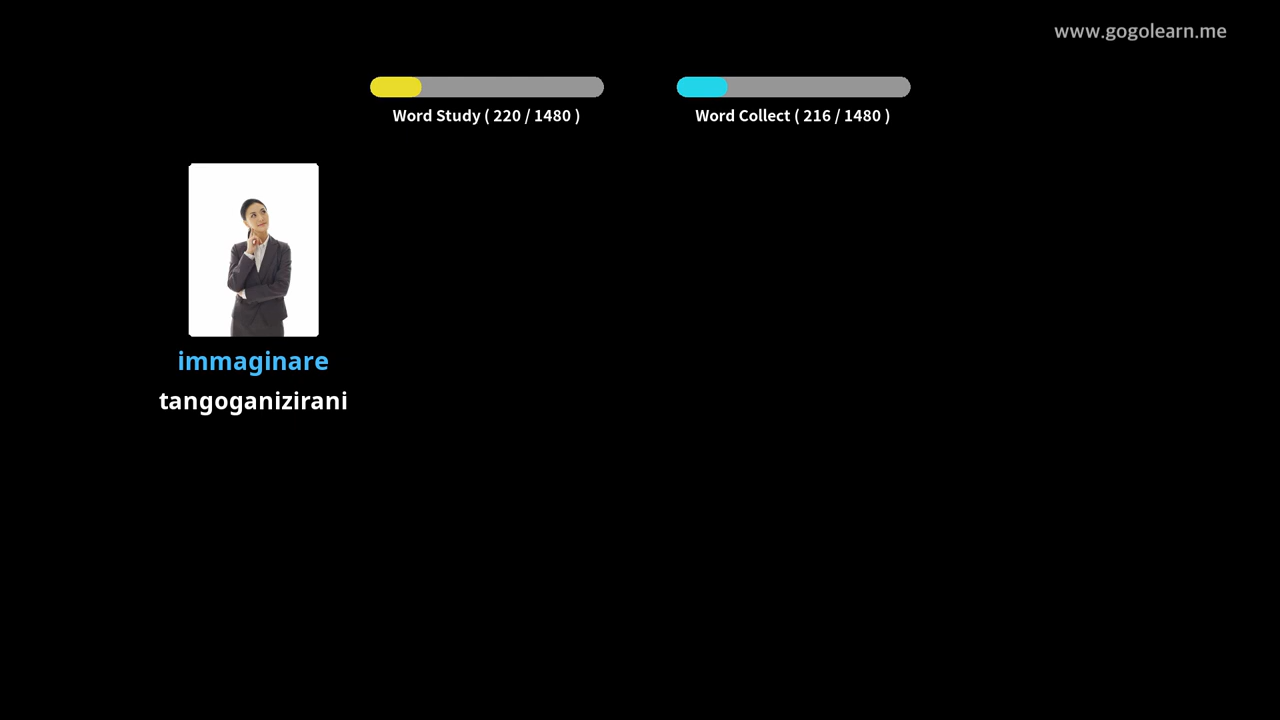 www.gogolearn.me
Word Study ( 220 / 1480 )
Word Collect ( 216 / 1480 )
immaginare
tangoganizirani